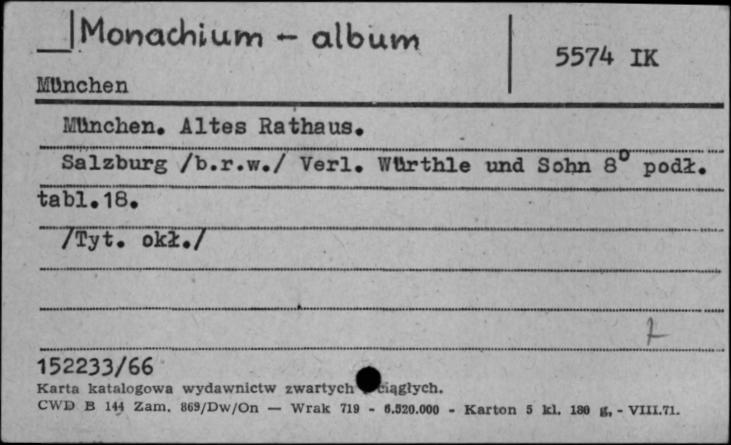 Monachium - album
5574 IK
München
München. Altes Rathaus.
Salzburg /b.r.w./ Verl. Würthle und Sohn 8° podł.
tabl.18.
/Tyt. okł./
152233/66
Karta katalogowa wydawnictw zwartych ciągłych.
CWD B 144 Zam. 869/Dw/On — Wrak 719 - 6.520.000 - Karton 5 kl. 180 g, - VIII.71.